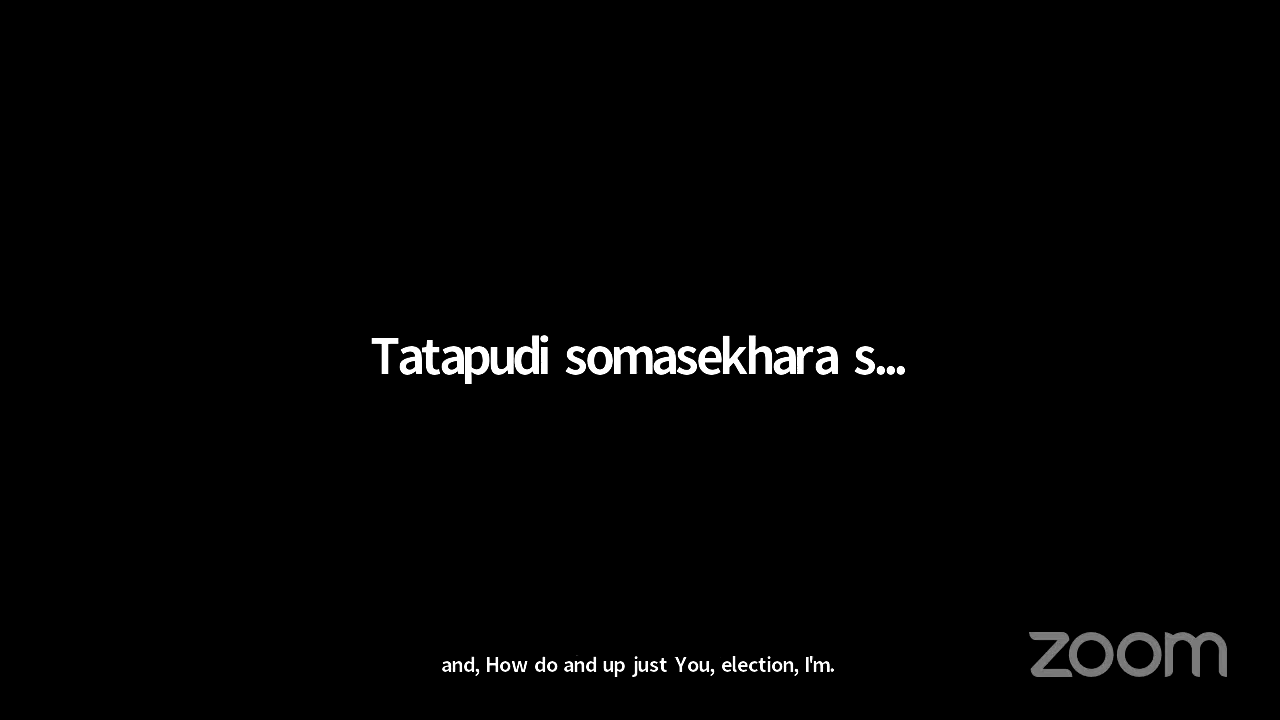 Tatapudi somasekhara s...
and, How do and up just You, election, I'm.
zoom